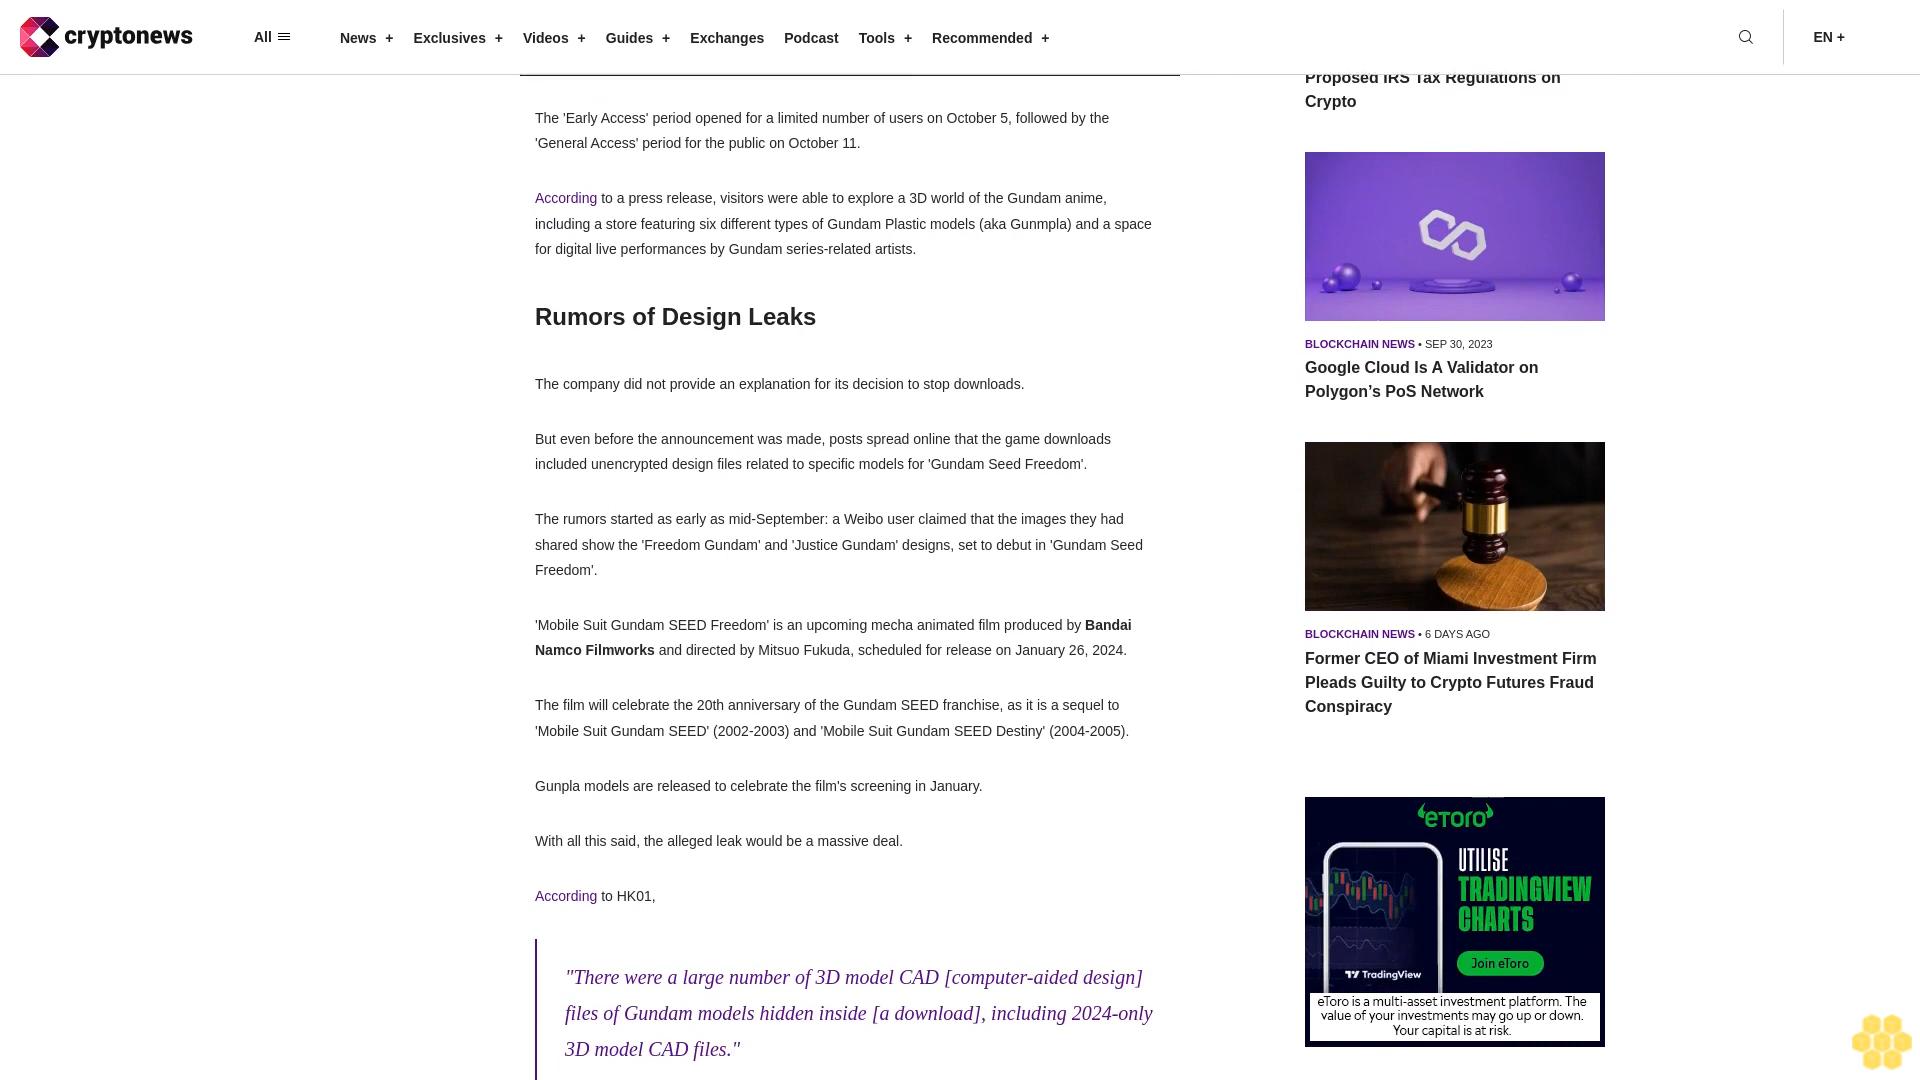 cryptonews
All
News +
Exclusives +
Videos +
Guides +
Exchanges
Podcast
Tools +
Recommended +
EN +
The 'Early Access' period opened for a limited number of users on October 5, followed by the
'General Access' period for the public on October 11.
According to a press release, visitors were able to explore a 3D world of the Gundam anime,
including a store featuring six different types of Gundam Plastic models (aka Gunmpla) and a space
for digital live performances by Gundam series-related artists.
Rumors of Design Leaks
The company did not provide an explanation for its decision to stop downloads.
But even before the announcement was made, posts spread online that the game downloads
included unencrypted design files related to specific models for 'Gundam Seed Freedom'.
The rumors started as early as mid-September: a Weibo user claimed that the images they had
shared show the 'Freedom Gundam' and 'Justice Gundam' designs, set to debut in 'Gundam Seed
Freedom'.
'Mobile Suit Gundam SEED Freedom' is an upcoming mecha animated film produced by Bandai
Namco Filmworks and directed by Mitsuo Fukuda, scheduled for release on January 26, 2024.
The film will celebrate the 20th anniversary of the Gundam SEED franchise, as it is a sequel to
'Mobile Suit Gundam SEED' (2002-2003) and 'Mobile Suit Gundam SEED Destiny' (2004-2005).
Gunpla models are released to celebrate the film's screening in January.
With all this said, the alleged leak would be a massive deal.
According to HK01,
"There were a large number of 3D model CAD [computer-aided design]
files of Gundam models hidden inside [a download], including 2024-only
3D model CAD files."
Proposed IRS Tax Regulations on
Crypto
BLOCKCHAIN NEWS • SEP 30, 2023
Google Cloud Is A Validator on
Polygon’s PoS Network
BLOCKCHAIN NEWS • 6 DAYS AGO
Former CEO of Miami Investment Firm
Pleads Guilty to Crypto Futures Fraud
Conspiracy
eToro
UTILISE
TRADINGVIEW
CHARTS
Join eToro
TradingView
eToro is a multi-asset investment platform. The
value of your investments may go up or down.
Your capital is at risk.